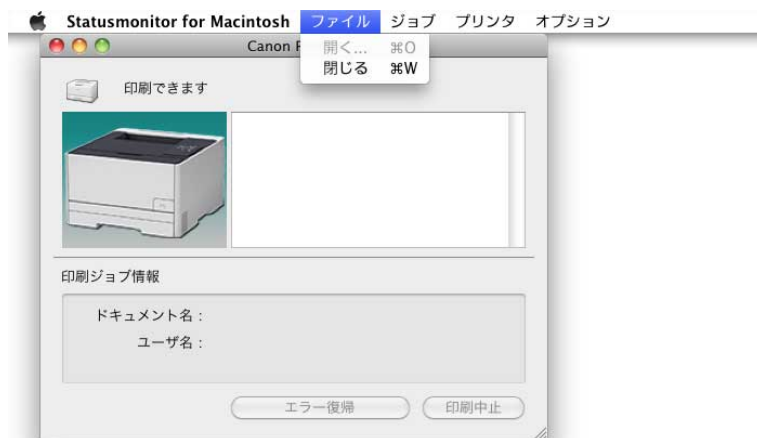 Statusmonitor for Macintosh ファイル ジョブ プリンタ オプション
Canon
開く... ⌘O
閉じる ⌘W
印刷できます
印刷ジョブ情報
ドキュメント名 :
ユーザ名 :
エラー復帰 印刷中止